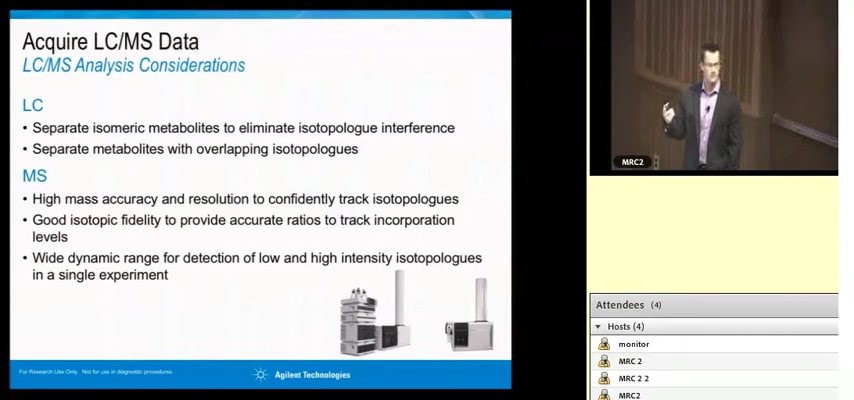 Acquire LC/MS Data
LC/MS Analysis Considerations
LC
• Separate isomeric metabolites to eliminate isotopologue interference
• Separate metabolites with overlapping isotopologues
MS
• High mass accuracy and resolution to confidently track isotopologues
• Good isotopic fidelity to provide accurate ratios to track incorporation
levels
• Wide dynamic range for detection of low and high intensity isotopologues
in a single experiment
For Research Use Only. Not for use in diagnostic procedures.
Agilent Technologies
MRC2
Attendees (4)
Hosts (4)
monitor
MRC 2
MRC 2 2
MRC2